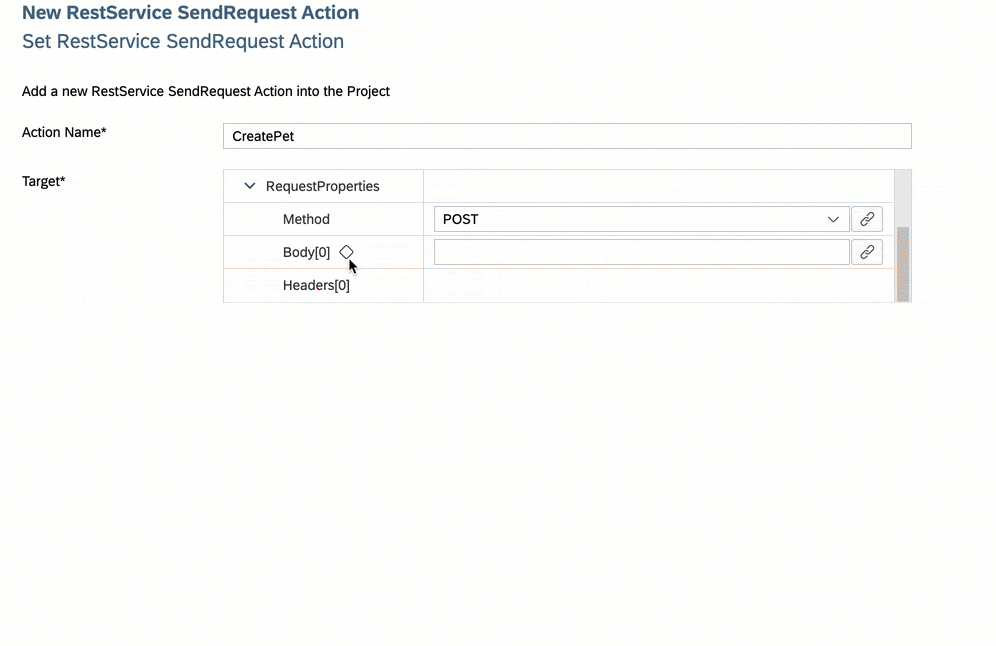 New RestService SendRequest Action
Set RestService SendRequest Action
Add a new RestService SendRequest Action into the Project
Action Name* CreatePet
Target* RequestProperties
Method POST
Body[0]
Headers[0]